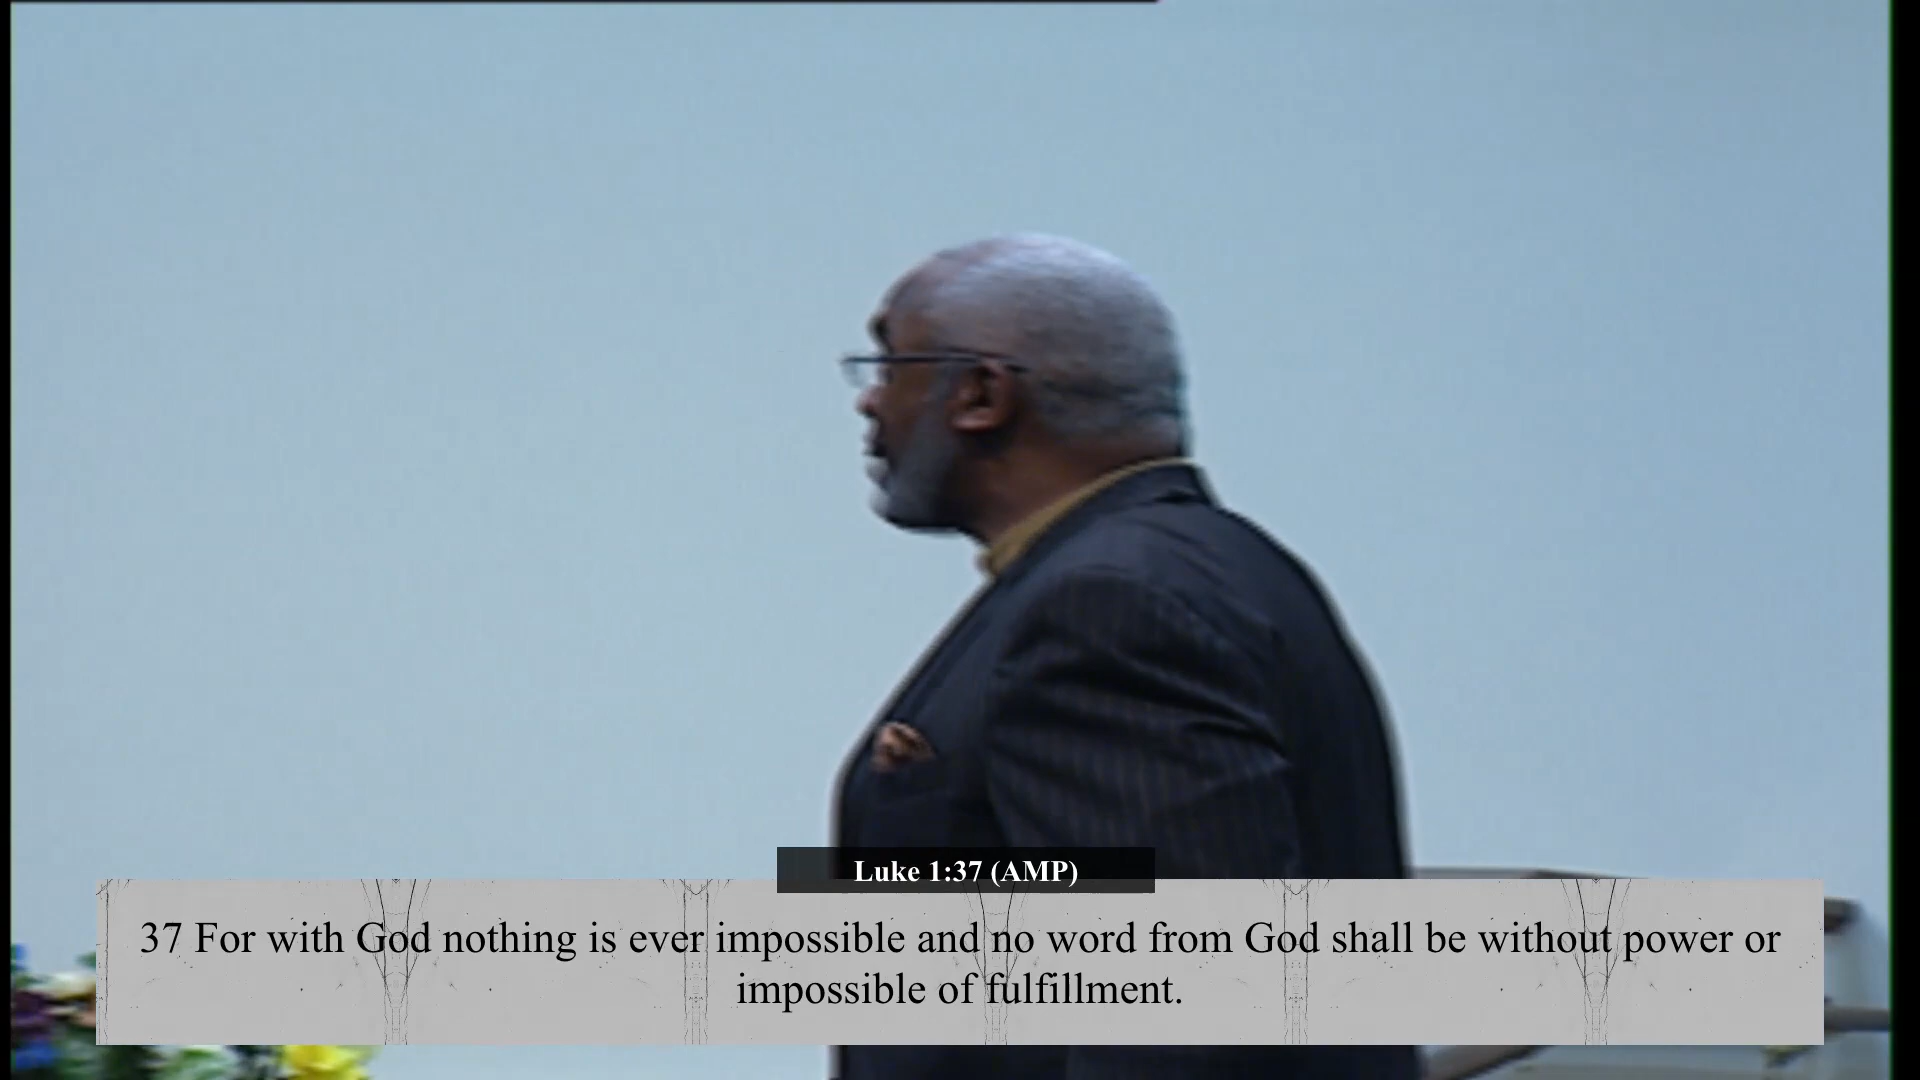 Luke 1:37 (AMP)
37 For with God nothing is ever impossible and no word from God shall be without power or
impossible of fulfillment.